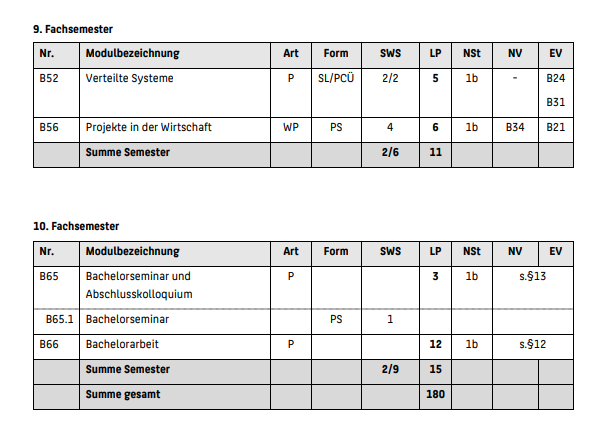 9. Fachsemester
Nr. Modulbezeichnung Art Form SWS LP NSt NV EV
B52 Verteilte Systeme P SL/PCÜ 2/2 5 1b - B24
B31
B56 Projekte in der Wirtschaft WP PS 4 6 1b B34 B21
Summe Semester 2/6 11
10. Fachsemester
Nr. Modulbezeichnung Art Form SWS LP NSt NV EV
B65 Bachelorseminar und P 3 1b s.§13
Abschlusskolloquium
B65.1 Bachelorseminar PS 1
B66 Bachelorarbeit P 12 1b s.§12
Summe Semester 2/9 15
Summe gesamt 180